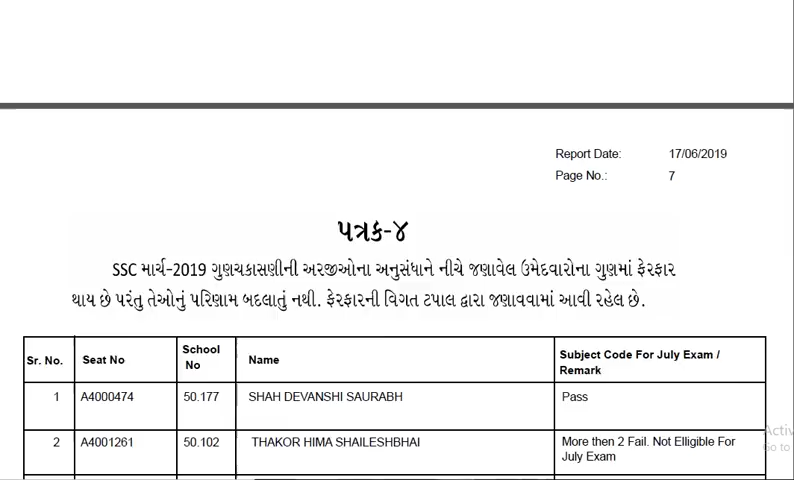 Report Date: 17/06/2019
Page No.: 7
પત્રક-૪
SSC માર્ચ-2019 ગુણચકાસણીની અરજીઓના અનુસંધાને નીચે જણાવેલ ઉમેદવારોના ગુણમાં ફેરફાર
થાય છે પરંતુ તેઓનું પરિણામ બદલાતું નથી. ફેરફારની વિગત ટપાલ દ્વારા જણાવવામાં આવી રહેલ છે.
Sr. No. Seat No School No Name Subject Code For July Exam / Remark
1 A4000474 50.177 SHAH DEVANSHI SAURABH Pass
2 A4001261 50.102 THAKOR HIMA SHAILESHBHAI More then 2 Fail. Not Elligible For
July Exam
Go to